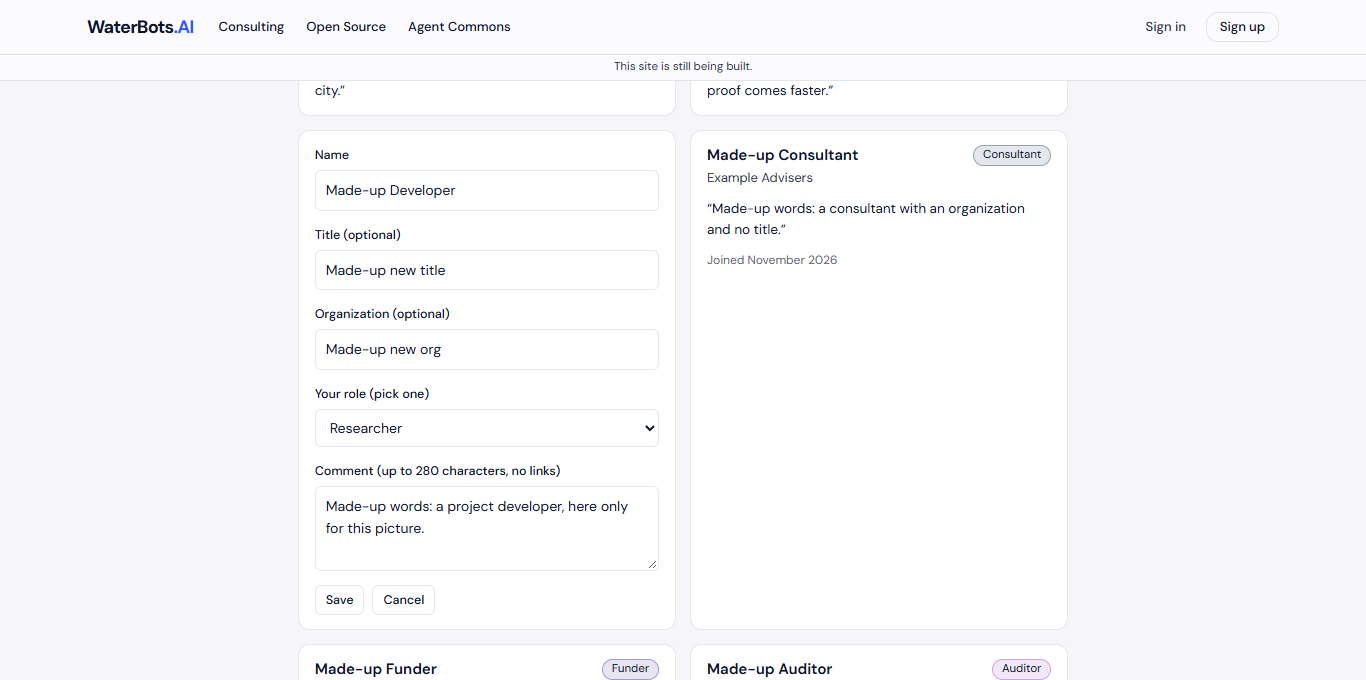 WaterBots.AI Consulting Open Source Agent Commons Sign in Sign up
This site is still being built.
city.”
proof comes faster.”
Name
Made-up Developer
Title (optional)
Made-up new title
Organization (optional)
Made-up new org
Your role (pick one)
Researcher
Comment (up to 280 characters, no links)
Made-up words: a project developer, here only
for this picture.
Save Cancel
Made-up Consultant Consultant
Example Advisers
“Made-up words: a consultant with an organization
and no title.”
Joined November 2026
Made-up Funder Funder
Made-up Auditor Auditor